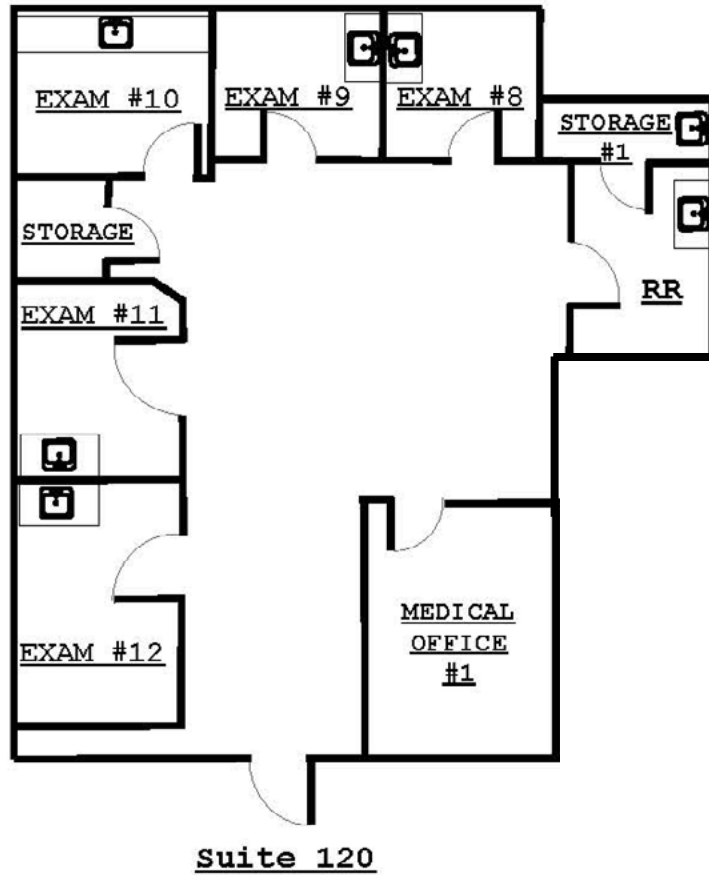 EXAM #10
EXAM #9
EXAM #8
STORAGE
#1
STORAGE
RR
EXAM #11
MEDICAL
OFFICE
#1
EXAM #12
Suite 120